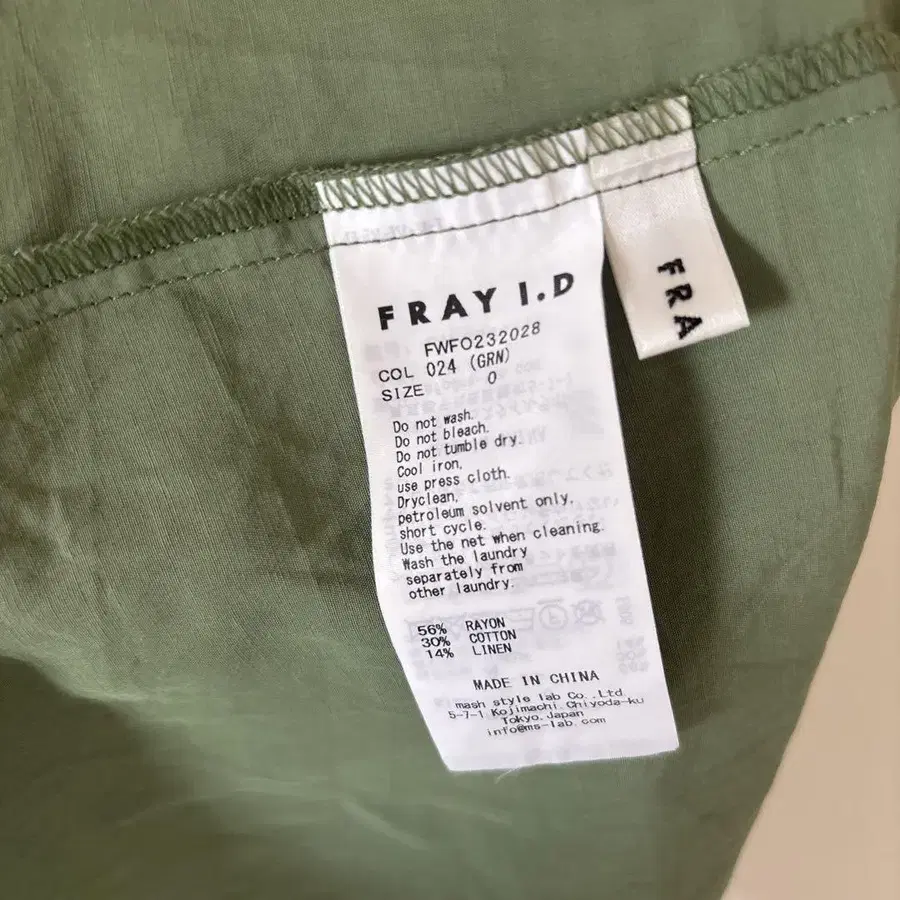 FRAY I.D
FWFO232028
COL 024 (GRN)
SIZE 0
Do not wash.
Do not bleach.
Do not tumble dry.
Cool iron,
use press cloth.
Dryclean,
petroleum solvent only,
short cycle.
Use the net when cleaning.
Wash the laundry
separately from
other laundry.
56% RAYON
30% COTTON
14% LINEN
MADE IN CHINA
mash style lab Co.,Ltd.
5-7-1 Kojimachi,Chiyoda-ku
Tokyo,Japan
info@ms-lab.com
FRA